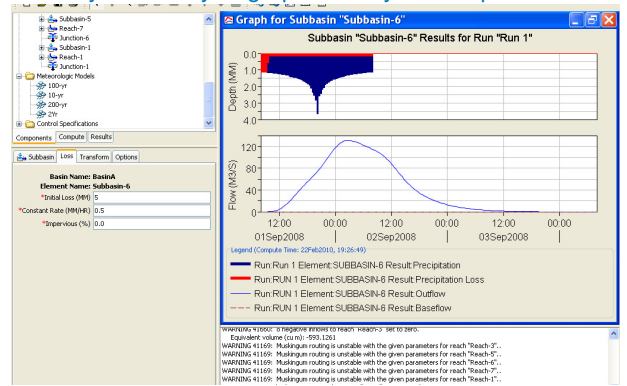 Subbasin-5
Reach-7
Junction-6
Subbasin-1
Reach-1
Junction-1
Meteorologic Models
100-yr
10-yr
200-yr
2Yr
Control Specifications
Components Compute Results
Subbasin Loss Transform Options
Basin Name: BasinA
Element Name: Subbasin-6
*Initial Loss (MM) 5
*Constant Rate (MM/HR) 0.5
*Impervious (%) 0.0
Graph for Subbasin "Subbasin-6"
Subbasin "Subbasin-6" Results for Run "Run 1"
Depth (MM)
0.0
1.0
2.0
3.0
4.0
Flow (M3/S)
120
80
40
0
12:00 00:00 12:00 00:00 12:00 00:00
01Sep2008 02Sep2008 03Sep2008
Legend (Compute Time: 22Feb2010, 19:26:49)
Run:Run 1 Element:SUBBASIN-6 Result:Precipitation
Run:RUN 1 Element:SUBBASIN-6 Result:Precipitation Loss
Run:RUN 1 Element:SUBBASIN-6 Result:Outflow
Run:RUN 1 Element:SUBBASIN-6 Result:Baseflow
negative inflows to reach "Reach-3" set to zero.
Equivalent volume (cu m): -593.1261
WARNING 41169: Muskingum routing is unstable with the given parameters for reach "Reach-3"..
WARNING 41169: Muskingum routing is unstable with the given parameters for reach "Reach-5"..
WARNING 41169: Muskingum routing is unstable with the given parameters for reach "Reach-6"..
WARNING 41169: Muskingum routing is unstable with the given parameters for reach "Reach-7"..
WARNING 41169: Muskingum routing is unstable with the given parameters for reach "Reach-1"..